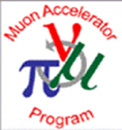 Muon Accelerator
ν
π μ
Program